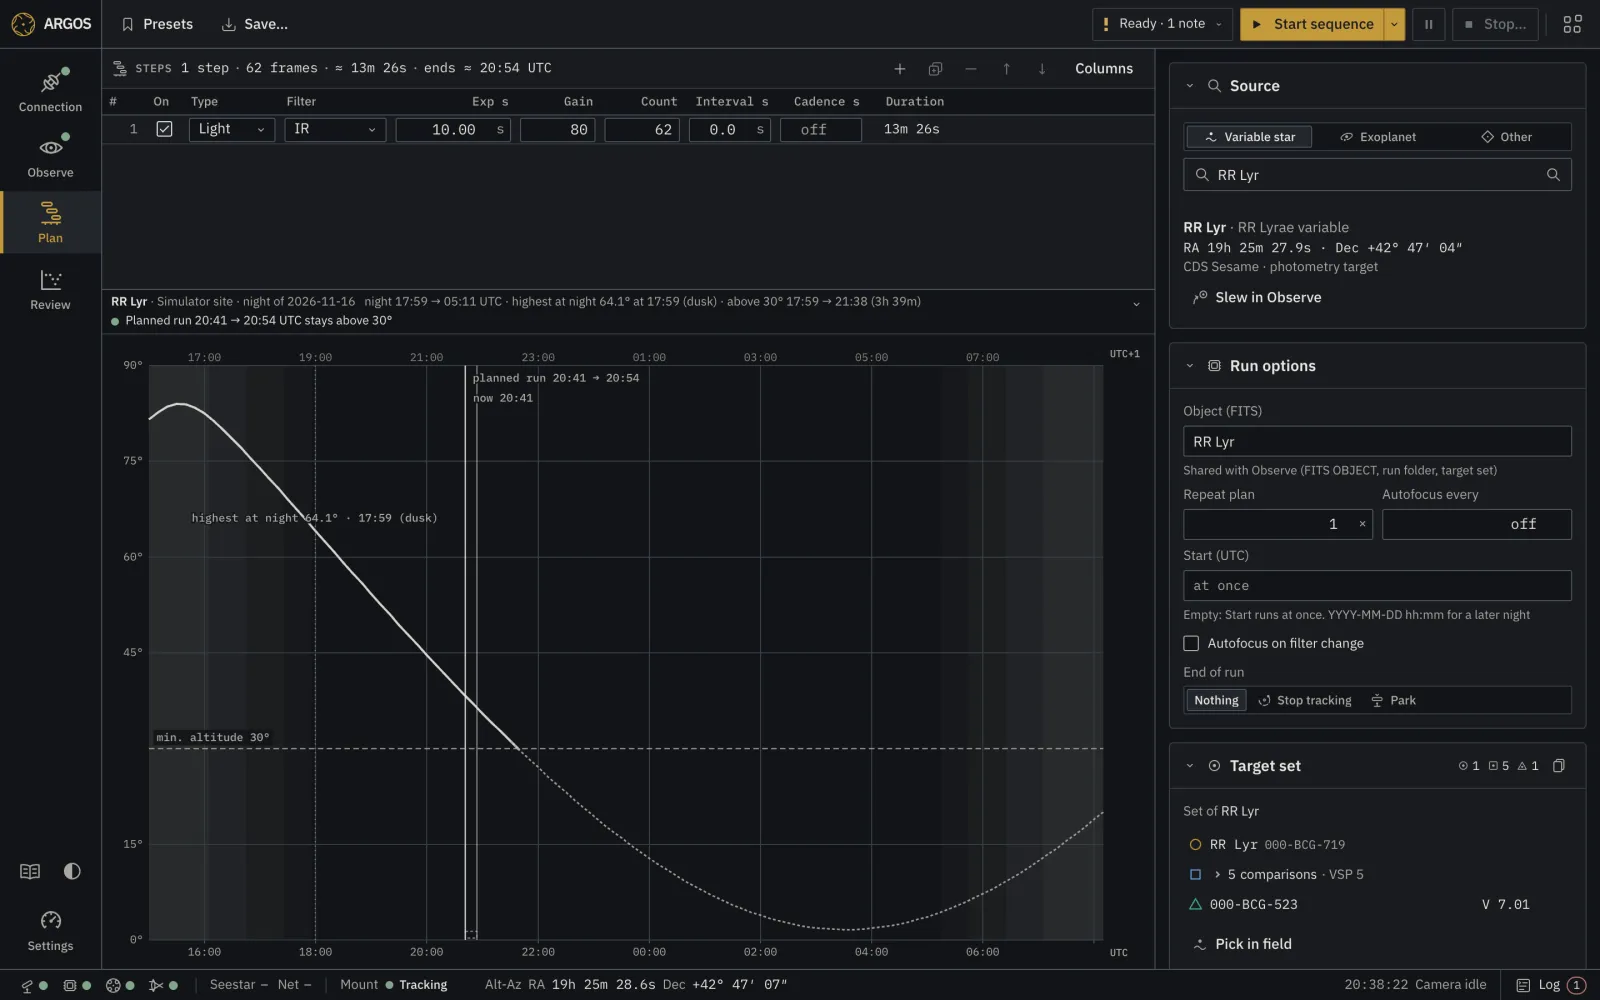 ARGOS
Presets
Save...
Ready · 1 note
Start sequence
Stop...
Connection
Observe
Plan
Review
Settings
STEPS 1 step · 62 frames · ≈ 13m 26s · ends ≈ 20:54 UTC
Columns
# On Type Filter Exp s Gain Count Interval s Cadence s Duration
1 Light IR 10.00 s 80 62 0.0 s off 13m 26s
RR Lyr · Simulator site · night of 2026-11-16 night 17:59 → 05:11 UTC · highest at night 64.1° at 17:59 (dusk) · above 30° 17:59 → 21:38 (3h 39m)
Planned run 20:41 → 20:54 UTC stays above 30°
17:00 19:00 21:00 23:00 01:00 03:00 05:00 07:00 UTC+1
90°
planned run 20:41 → 20:54
now 20:41
75°
highest at night 64.1° · 17:59 (dusk)
60°
45°
min. altitude 30°
15°
0°
16:00 18:00 20:00 22:00 00:00 02:00 04:00 06:00 UTC
Source
Variable star
Exoplanet
Other
RR Lyr
RR Lyr · RR Lyrae variable
RA 19h 25m 27.9s · Dec +42° 47′ 04″
CDS Sesame · photometry target
Slew in Observe
Run options
Object (FITS)
RR Lyr
Shared with Observe (FITS OBJECT, run folder, target set)
Repeat plan Autofocus every
1 × off
Start (UTC)
at once
Empty: Start runs at once. YYYY-MM-DD hh:mm for a later night
Autofocus on filter change
End of run
Nothing Stop tracking Park
Target set 1 5 1
Set of RR Lyr
RR Lyr 000-BCG-719
5 comparisons · VSP 5
000-BCG-523 V 7.01
Pick in field
Seestar – Net – Mount Tracking Alt-Az RA 19h 25m 28.6s Dec +42° 47′ 07″
20:38:22 Camera idle
Log 1